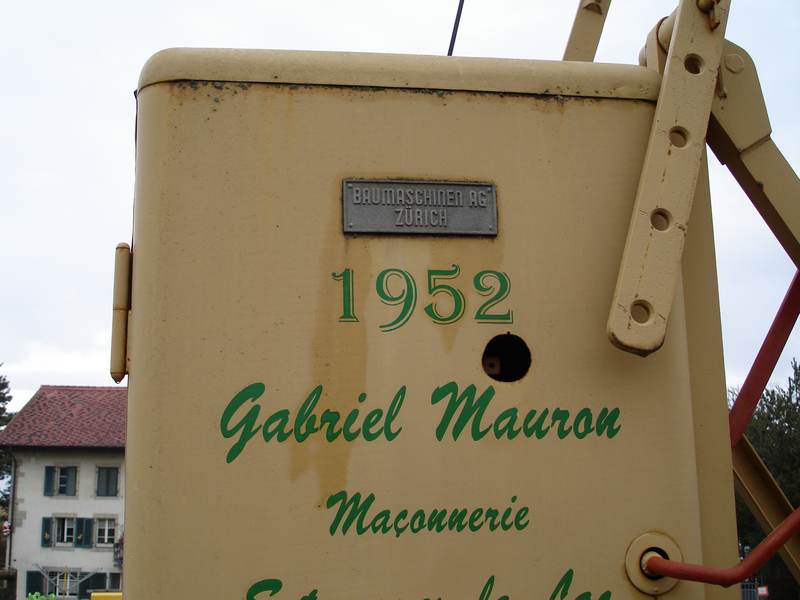 BAUMASCHINEN AG
ZÜRICH
1952
Gabriel Mauron
Maçonnerie